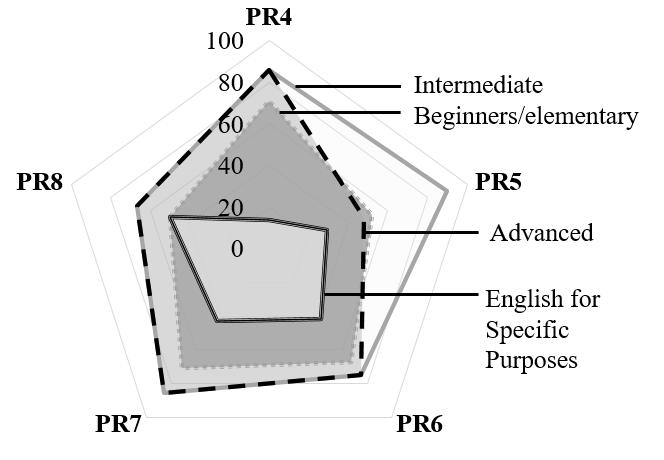 PR4
100
80
60
40
20
0
Intermediate
Beginners/elementary
PR8
PR5
Advanced
English for
Specific
Purposes
PR7
PR6